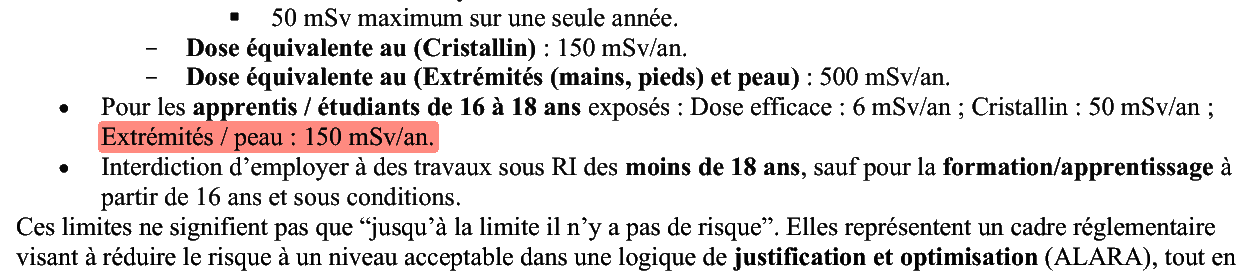 ▪ 50 mSv maximum sur une seule année.
− Dose équivalente au (Cristallin) : 150 mSv/an.
− Dose équivalente au (Extrémités (mains, pieds) et peau) : 500 mSv/an.
• Pour les apprentis / étudiants de 16 à 18 ans exposés : Dose efficace : 6 mSv/an ; Cristallin : 50 mSv/an ;
Extrémités / peau : 150 mSv/an.
• Interdiction d’employer à des travaux sous RI des moins de 18 ans, sauf pour la formation/apprentissage à
partir de 16 ans et sous conditions.
Ces limites ne signifient pas que “jusqu’à la limite il n’y a pas de risque”. Elles représentent un cadre réglementaire
visant à réduire le risque à un niveau acceptable dans une logique de justification et optimisation (ALARA), tout en